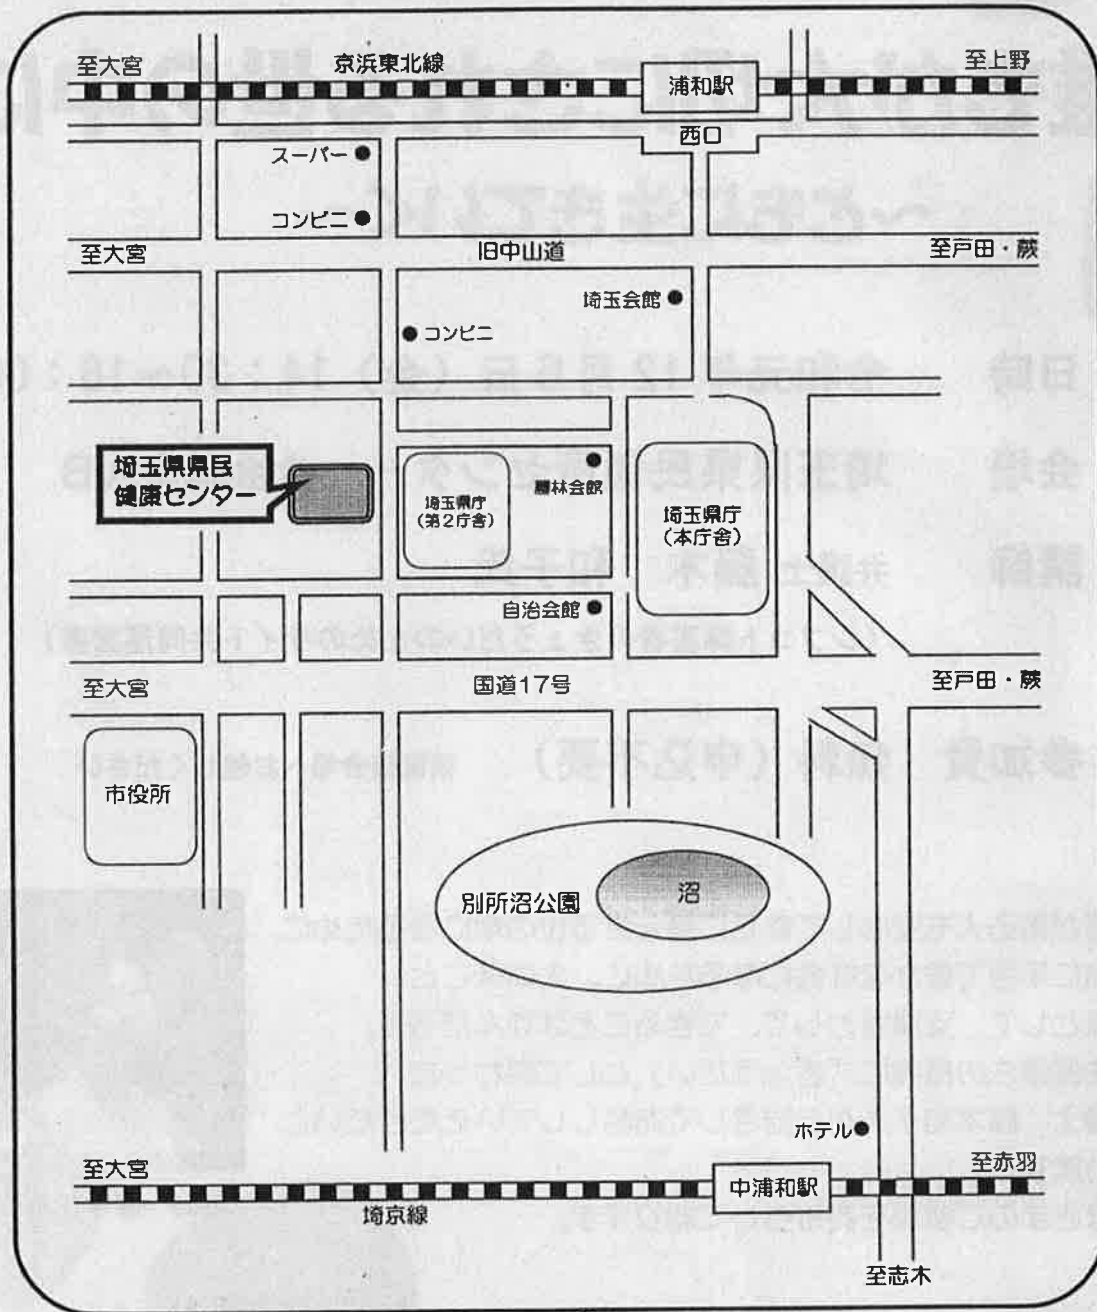 至大宮
京浜東北線
浦和駅
至上野
西口
スーパー
コンビニ
至大宮
旧中山道
至戸田・蕨
埼玉会館
コンビニ
埼玉県県民
健康センター
埼玉県庁
(第2庁舎)
農林会館
埼玉県庁
(本庁舎)
自治会館
至大宮
国道17号
至戸田・蕨
市役所
別所沼公園
沼
ホテル
至大宮
中浦和駅
至赤羽
埼京線
至志木